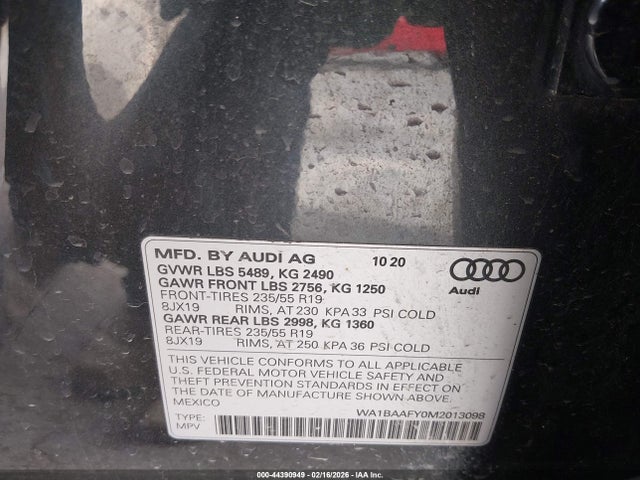 MFD. BY AUDI AG 10 20
GVWR LBS 5489, KG 2490
GAWR FRONT LBS 2756, KG 1250
FRONT-TIRES 235/55 R19
8JX19 RIMS, AT 230 KPA 33 PSI COLD
GAWR REAR LBS 2998, KG 1360
REAR-TIRES 235/55 R19
8JX19 RIMS, AT 250 KPA 36 PSI COLD
Audi
THIS VEHICLE CONFORMS TO ALL APPLICABLE
U.S. FEDERAL MOTOR VEHICLE SAFETY AND
THEFT PREVENTION STANDARDS IN EFFECT ON
THE DATE OF MANUFACTURE SHOWN ABOVE.
MEXICO
WA1BAAFY0M2013098
TYPE:
MPV
000-44390949 - 02/16/2026 - IAA Inc.